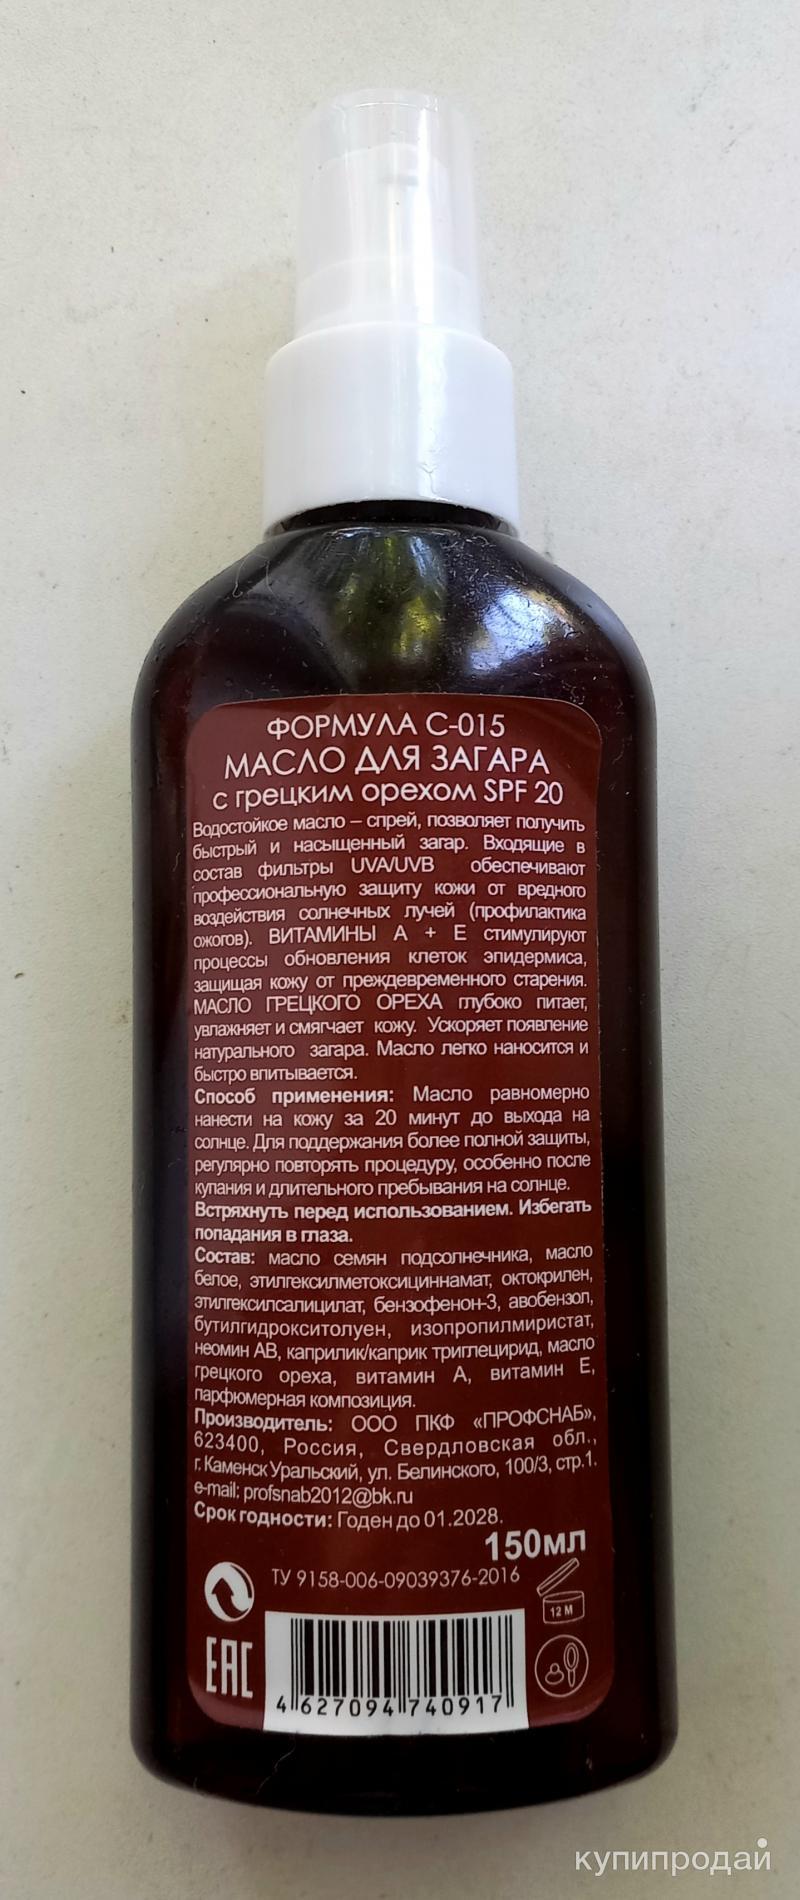 ФОРМУЛА С-015
МАСЛО ДЛЯ ЗАГАРА
с грецким орехом SPF 20
Водостойкое масло – спрей, позволяет получить
быстрый и насыщенный загар. Входящие в
состав фильтры UVA/UVB обеспечивают
профессиональную защиту кожи от вредного
воздействия солнечных лучей (профилактика
ожогов). ВИТАМИНЫ А + Е стимулируют
процессы обновления клеток эпидермиса,
защищая кожу от преждевременного старения.
МАСЛО ГРЕЦКОГО ОРЕХА глубоко питает,
увлажняет и смягчает кожу. Ускоряет появление
натурального загара. Масло легко наносится и
быстро впитывается.
Способ применения: Масло равномерно
нанести на кожу за 20 минут до выхода на
солнце. Для поддержания более полной защиты,
регулярно повторять процедуру, особенно после
купания и длительного пребывания на солнце.
Встряхнуть перед использованием. Избегать
попадания в глаза.
Состав: масло семян подсолнечника, масло
белое, этилгексилметоксициннамат, октокрилен,
этилгексилсалицилат, бензофенон-3, авобензол,
бутилгидрокситолуен, изопропилмиристат,
неомин АВ, каприлик/каприк триглецирид, масло
грецкого ореха, витамин А, витамин Е,
парфюмерная композиция.
Производитель: ООО ПКФ «ПРОФСНАБ»,
623400, Россия, Свердловская обл.,
г. Каменск Уральский, ул. Белинского, 100/3, стр.1.
e-mail: profsnab2012@bk.ru
Срок годности: Годен до 01.2028.
150мл
ТУ 9158-006-09039376-2016
12 M
EAC
4 627094 740917
купипродай